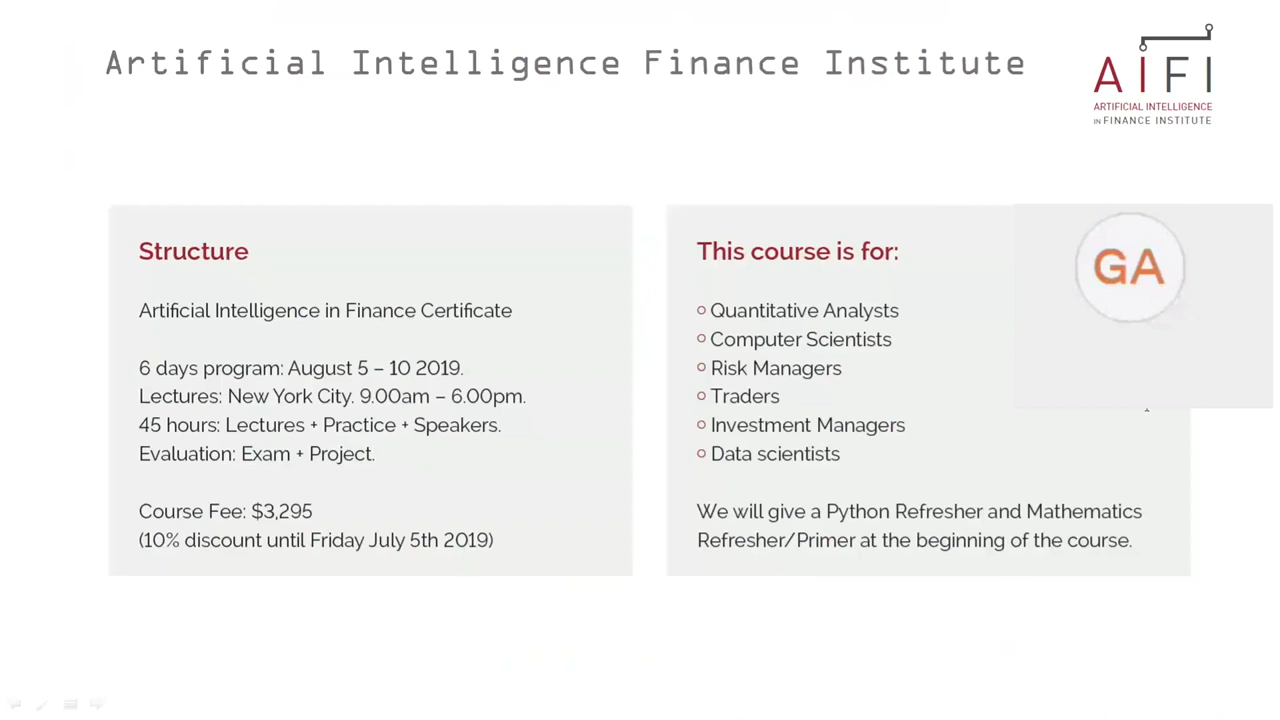 Artificial Intelligence Finance Institute
AIFI
ARTIFICIAL INTELLIGENCE
IN FINANCE INSTITUTE
Structure
Artificial Intelligence in Finance Certificate
6 days program: August 5 – 10 2019.
Lectures: New York City. 9.00am – 6.00pm.
45 hours: Lectures + Practice + Speakers.
Evaluation: Exam + Project.
Course Fee: $3,295
(10% discount until Friday July 5th 2019)
This course is for:
Quantitative Analysts
Computer Scientists
Risk Managers
Traders
Investment Managers
Data scientists
We will give a Python Refresher and Mathematics
Refresher/Primer at the beginning of the course.
GA